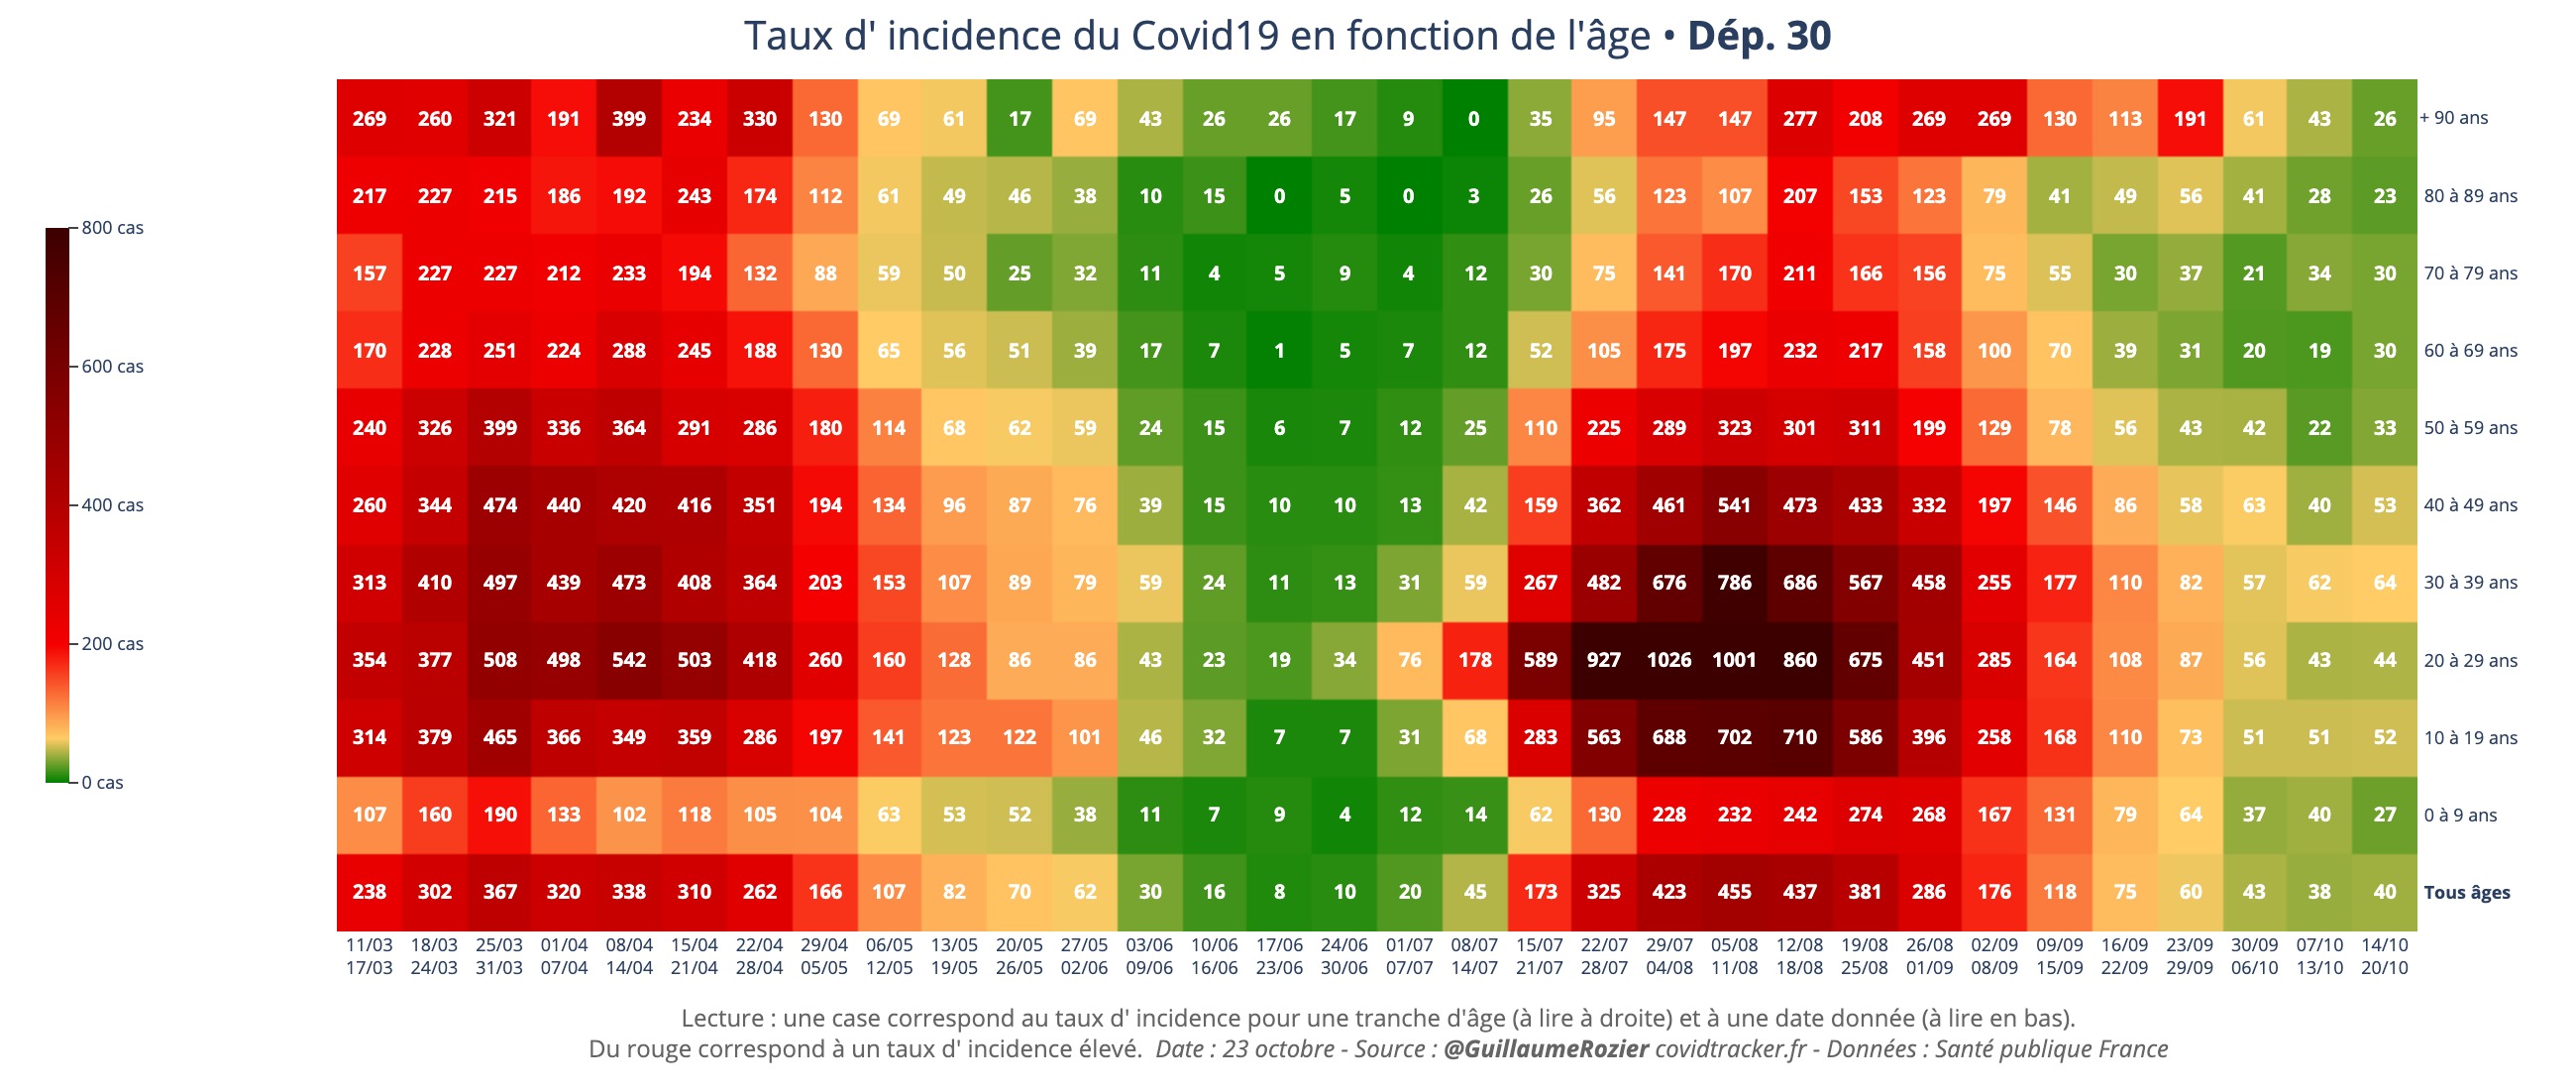 Taux d' incidence du Covid19 en fonction de l'âge • Dép. 30
800 cas
600 cas
400 cas
200 cas
0 cas
269 260 321 191 399 234 330 130 69 61 17 69 43 26 26 17 9 0 35 95 147 147 277 208 269 269 130 113 191 61 43 26 + 90 ans
217 227 215 186 192 243 174 112 61 49 46 38 10 15 0 5 0 3 26 56 123 107 207 153 123 79 41 49 56 41 28 23 80 à 89 ans
157 227 227 212 233 194 132 88 59 50 25 32 11 4 5 9 4 12 30 75 141 170 211 166 156 75 55 30 37 21 34 30 70 à 79 ans
170 228 251 224 288 245 188 130 65 56 51 39 17 7 1 5 7 12 52 105 175 197 232 217 158 100 70 39 31 20 19 30 60 à 69 ans
240 326 399 336 364 291 286 180 114 68 62 59 24 15 6 7 12 25 110 225 289 323 301 311 199 129 78 56 43 42 22 33 50 à 59 ans
260 344 474 440 420 416 351 194 134 96 87 76 39 15 10 10 13 42 159 362 461 541 473 433 332 197 146 86 58 63 40 53 40 à 49 ans
313 410 497 439 473 408 364 203 153 107 89 79 59 24 11 13 31 59 267 482 676 786 686 567 458 255 177 110 82 57 62 64 30 à 39 ans
354 377 508 498 542 503 418 260 160 128 86 86 43 23 19 34 76 178 589 927 1026 1001 860 675 451 285 164 108 87 56 43 44 20 à 29 ans
314 379 465 366 349 359 286 197 141 123 122 101 46 32 7 7 31 68 283 563 688 702 710 586 396 258 168 110 73 51 51 52 10 à 19 ans
107 160 190 133 102 118 105 104 63 53 52 38 11 7 9 4 12 14 62 130 228 232 242 274 268 167 131 79 64 37 40 27 0 à 9 ans
238 302 367 320 338 310 262 166 107 82 70 62 30 16 8 10 20 45 173 325 423 455 437 381 286 176 118 75 60 43 38 40 Tous âges
11/03 18/03 25/03 01/04 08/04 15/04 22/04 29/04 06/05 13/05 20/05 27/05 03/06 10/06 17/06 24/06 01/07 08/07 15/07 22/07 29/07 05/08 12/08 19/08 26/08 02/09 09/09 16/09 23/09 30/09 07/10 14/10
17/03 24/03 31/03 07/04 14/04 21/04 28/04 05/05 12/05 19/05 26/05 02/06 09/06 16/06 23/06 30/06 07/07 14/07 21/07 28/07 04/08 11/08 18/08 25/08 01/09 08/09 15/09 22/09 29/09 06/10 13/10 20/10
Lecture : une case correspond au taux d' incidence pour une tranche d'âge (à lire à droite) et à une date donnée (à lire en bas).
Du rouge correspond à un taux d' incidence élevé. Date : 23 octobre - Source : @GuillaumeRozier covidtracker.fr - Données : Santé publique France